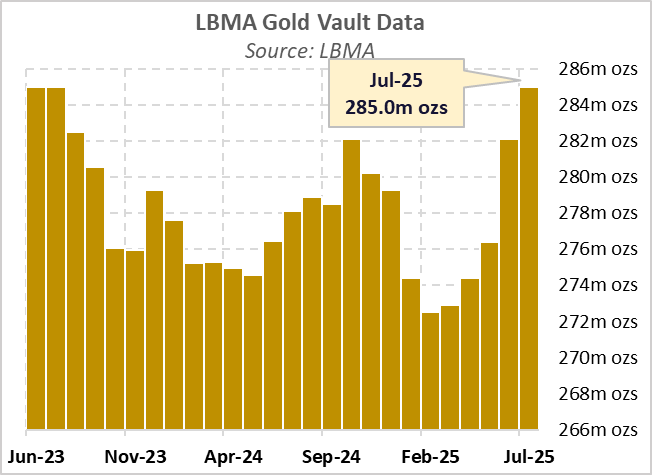 LBMA Gold Vault Data
Source: LBMA
Jul-25
285.0m ozs
286m ozs
284m ozs
282m ozs
280m ozs
278m ozs
276m ozs
274m ozs
272m ozs
270m ozs
268m ozs
266m ozs
Jun-23 Nov-23 Apr-24 Sep-24 Feb-25 Jul-25